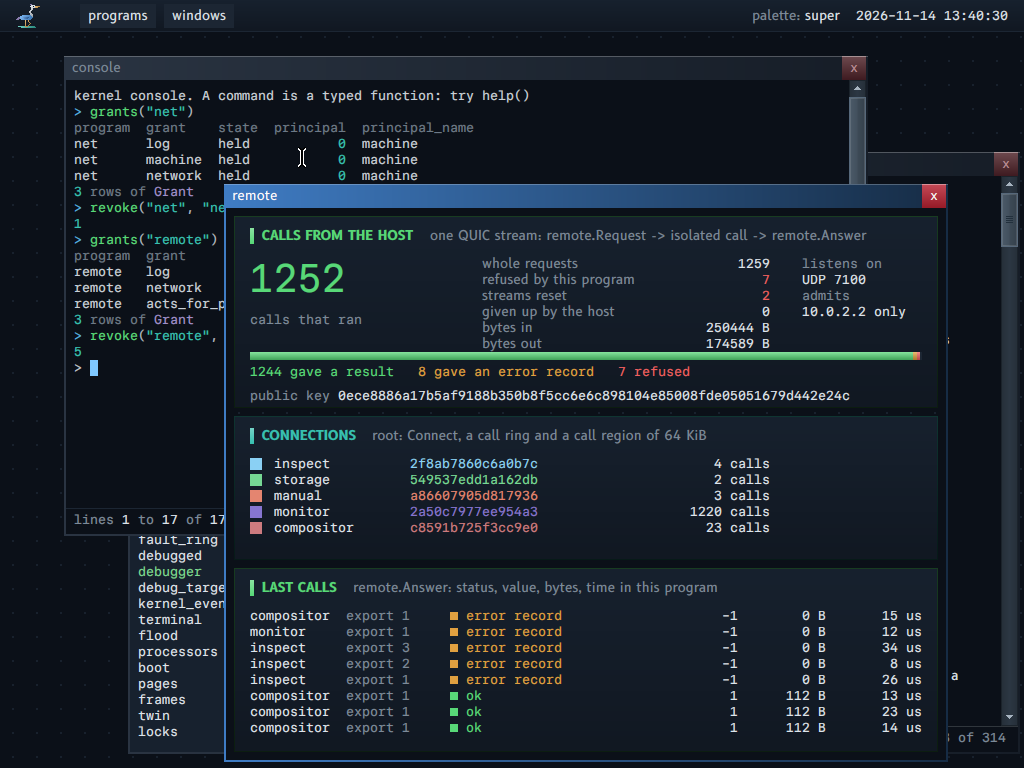 programs windows palette: super 2026-11-14 13:40:30
console x
kernel console. A command is a typed function: try help()
> grants("net")
program grant state principal principal_name
net log held 0 machine
net machine held 0 machine
net network held 0 machine
3 rows of Grant
> revoke("net", "ne
1
> grants("remote")
program grant
remote log
remote network
remote acts_for_p
3 rows of Grant
> revoke("remote",
5
>
lines 1 to 17 of 17
x
remote x
CALLS FROM THE HOST one QUIC stream: remote.Request -> isolated call -> remote.Answer
1252
calls that ran
whole requests 1259
refused by this program 7
streams reset 2
given up by the host 0
bytes in 250444 B
bytes out 174589 B
listens on
UDP 7100
admits
10.0.2.2 only
1244 gave a result 8 gave an error record 7 refused
public key 0ece8886a17b5af9188b350b8f5cc6e6c898104e85008fde05051679d442e24c
CONNECTIONS root: Connect, a call ring and a call region of 64 KiB
inspect 2f8ab7860c6a0b7c 4 calls
storage 549537edd1a162db 2 calls
manual a86607905d817936 3 calls
monitor 2a50c7977ee954a3 1220 calls
compositor c8591b725f3cc9e0 23 calls
LAST CALLS remote.Answer: status, value, bytes, time in this program
compositor export 1 error record -1 0 B 15 us
monitor export 1 error record -1 0 B 12 us
inspect export 3 error record -1 0 B 34 us
inspect export 2 error record -1 0 B 8 us
inspect export 1 error record -1 0 B 26 us
compositor export 1 ok 1 112 B 13 us
compositor export 1 ok 1 112 B 23 us
compositor export 1 ok 1 112 B 14 us
fault_ring
debugged
debugger
debug_targe
kernel_even
terminal
flood
processors
boot
pages
frames
twin
locks
a
of 314